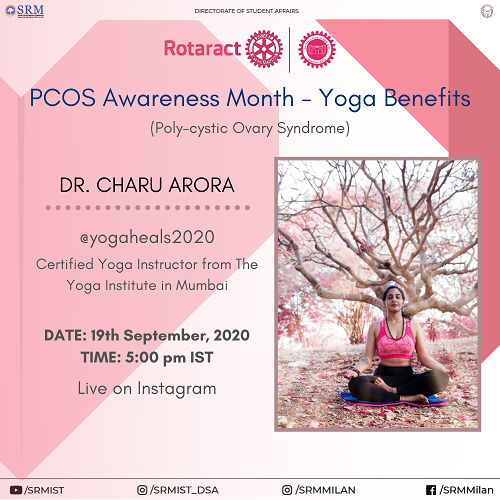 SRM
DIRECTORATE OF STUDENT AFFAIRS
Rotaract
PCOS Awareness Month - Yoga Benefits
(Poly-cystic Ovary Syndrome)
DR. CHARU ARORA
@yogaheals2020
Certified Yoga Instructor from The
Yoga Institute in Mumbai
DATE: 19th September, 2020
TIME: 5:00 pm IST
Live on Instagram
/SRMIST
/SRMIST_DSA
/SRMMILAN
/SRMMilan